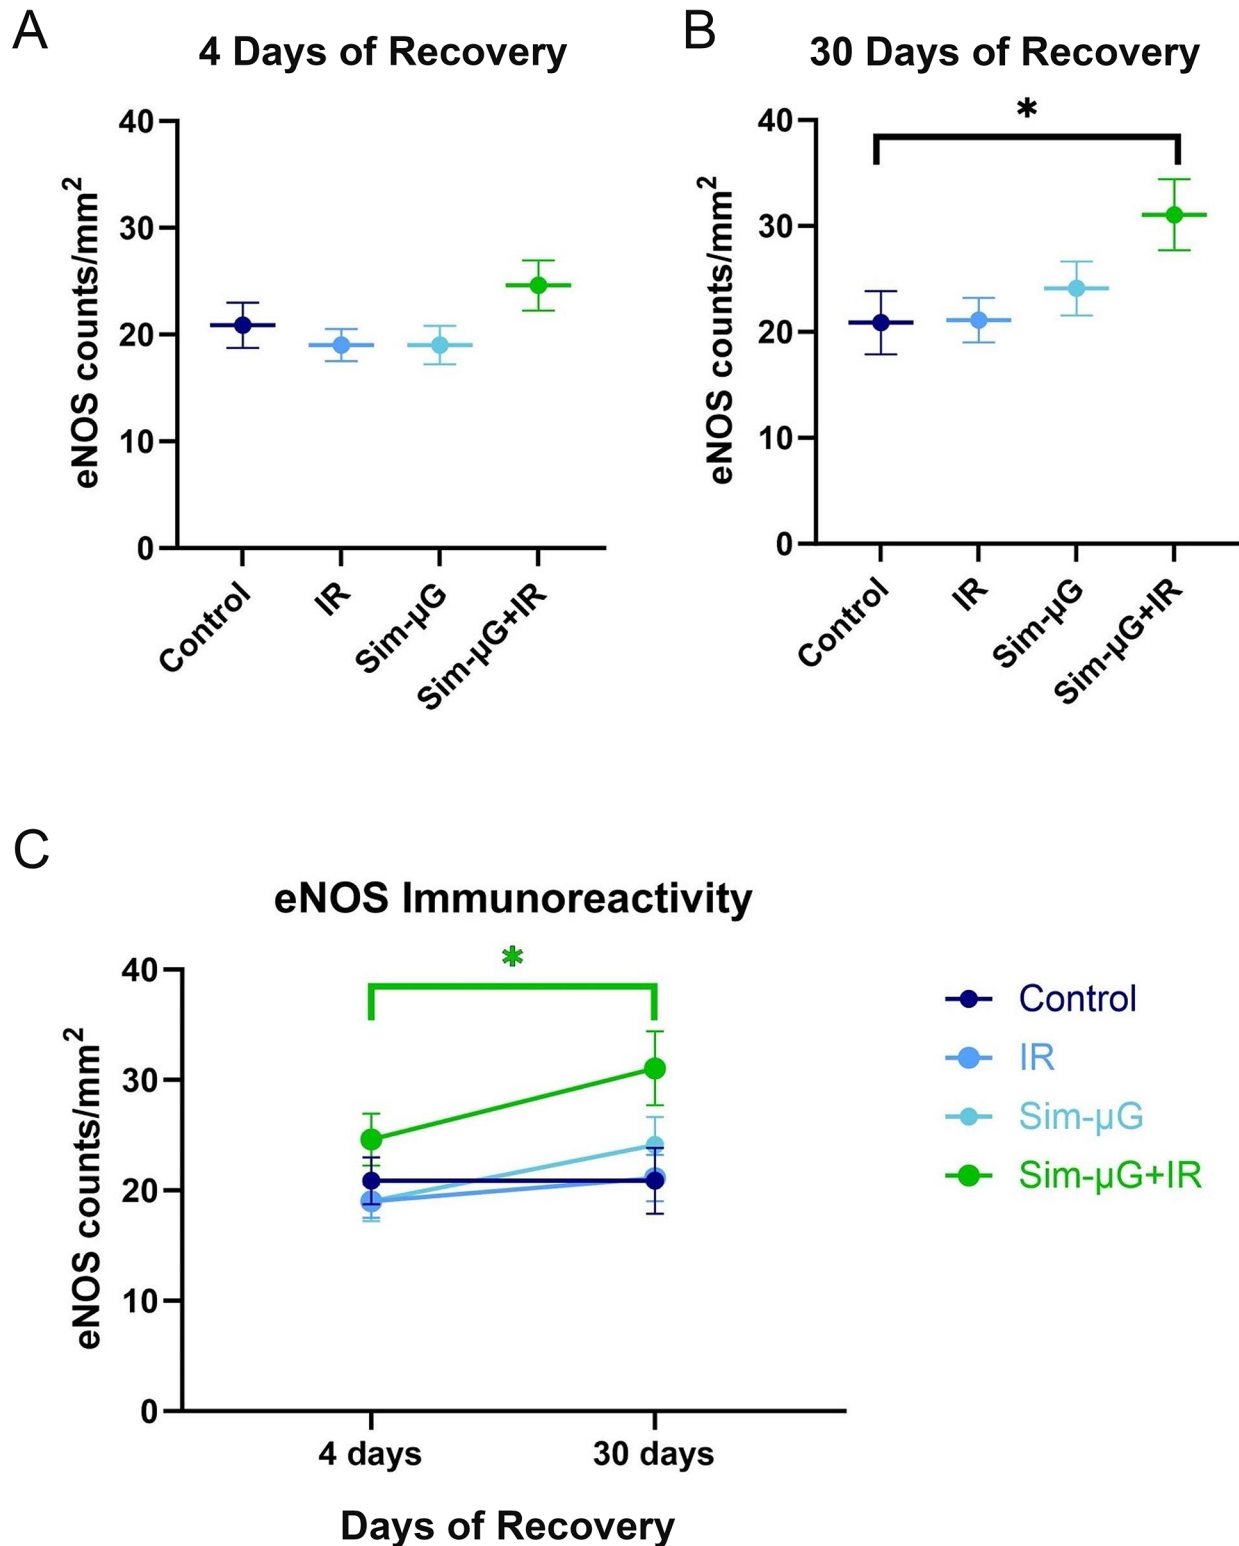 A
4 Days of Recovery
eNOS counts/mm²
40
30
20
10
0
Control
IR
Sim-µG
Sim-µG+IR
B
30 Days of Recovery
*
eNOS counts/mm²
40
30
20
10
0
Control
IR
Sim-µG
Sim-µG+IR
C
eNOS Immunoreactivity
*
eNOS counts/mm²
40
30
20
10
0
4 days
30 days
Days of Recovery
Control
IR
Sim-µG
Sim-µG+IR